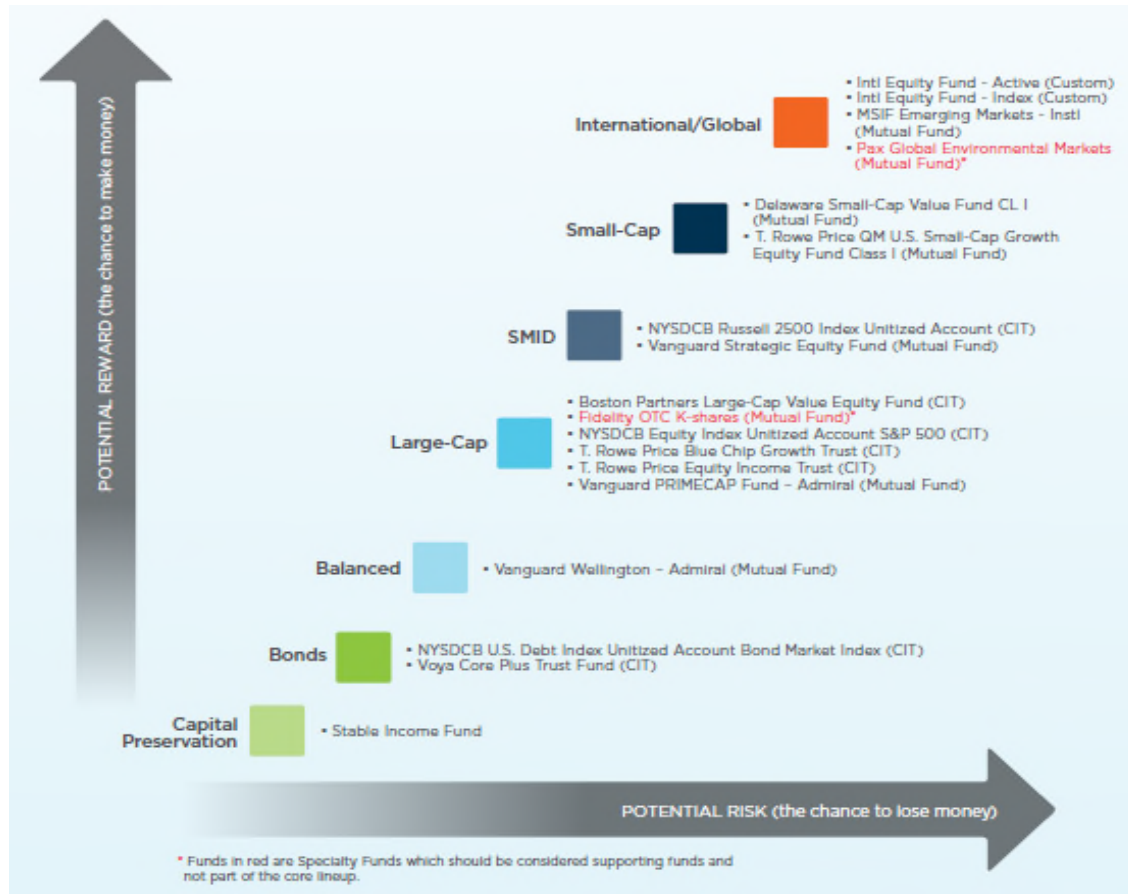 POTENTIAL REWARD (the chance to make money)
International/Global
• Intl Equity Fund - Active (Custom)
• Intl Equity Fund - Index (Custom)
• MSIF Emerging Markets - Instl
(Mutual Fund)
• Pax Global Environmental Markets
(Mutual Fund)*
Small-Cap
• Delaware Small-Cap Value Fund CL I
(Mutual Fund)
• T. Rowe Price QM U.S. Small-Cap Growth
Equity Fund Class I (Mutual Fund)
SMID
• NYSDCB Russell 2500 Index Unitized Account (CIT)
• Vanguard Strategic Equity Fund (Mutual Fund)
Large-Cap
• Boston Partners Large-Cap Value Equity Fund (CIT)
• Fidelity OTC K-shares (Mutual Fund)*
• NYSDCB Equity Index Unitized Account S&P 500 (CIT)
• T. Rowe Price Blue Chip Growth Trust (CIT)
• T. Rowe Price Equity Income Trust (CIT)
• Vanguard PRIMECAP Fund – Admiral (Mutual Fund)
Balanced
• Vanguard Wellington – Admiral (Mutual Fund)
Bonds
• NYSDCB U.S. Debt Index Unitized Account Bond Market Index (CIT)
• Voya Core Plus Trust Fund (CIT)
Capital
Preservation
• Stable Income Fund
POTENTIAL RISK (the chance to lose money)
* Funds in red are Specialty Funds which should be considered supporting funds and
not part of the core lineup.